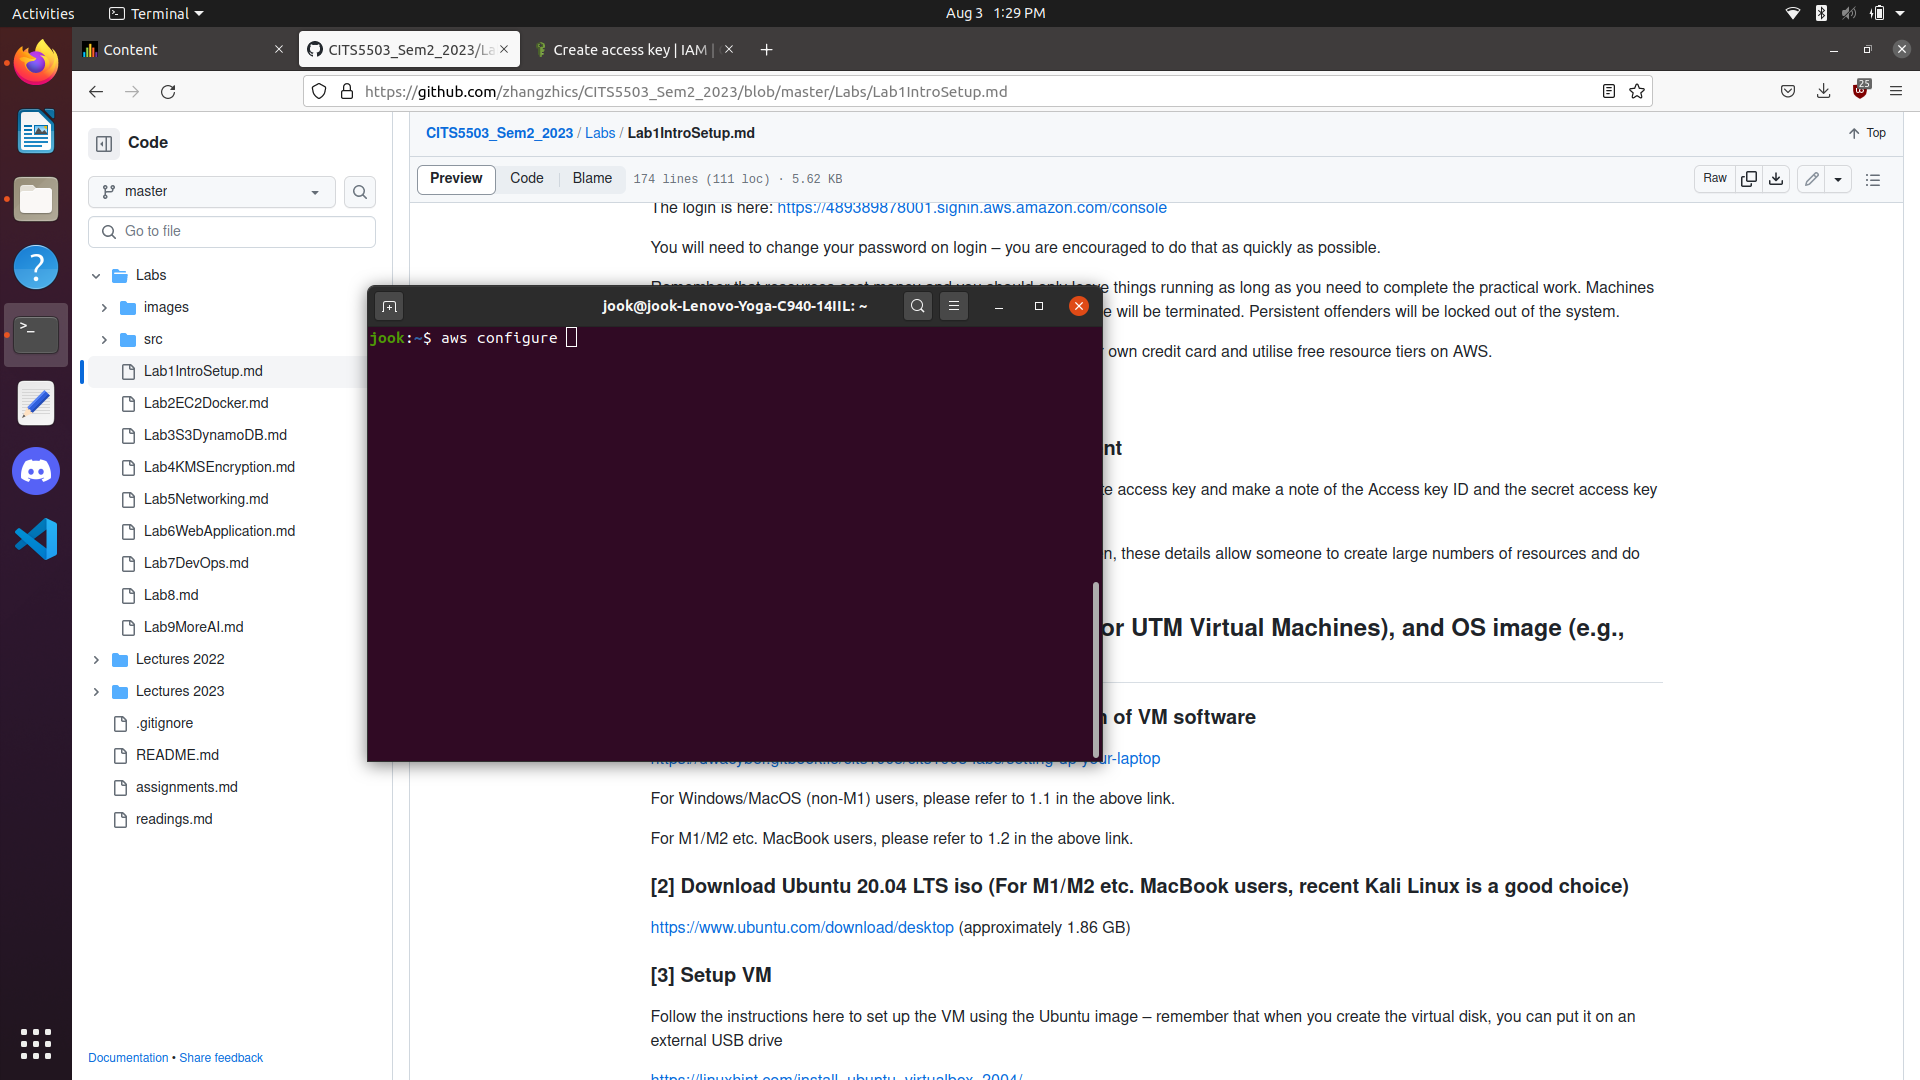 Activities
Terminal
Aug 3 1:29 PM
Content
CITS5503_Sem2_2023/La
Create access key | IAM |
https://github.com/zhangzhics/CITS5503_Sem2_2023/blob/master/Labs/Lab1IntroSetup.md
25
Code
master
Go to file
Labs
images
src
Lab1IntroSetup.md
Lab2EC2Docker.md
Lab3S3DynamoDB.md
Lab4KMSEncryption.md
Lab5Networking.md
Lab6WebApplication.md
Lab7DevOps.md
Lab8.md
Lab9MoreAI.md
Lectures 2022
Lectures 2023
.gitignore
README.md
assignments.md
readings.md
Documentation • Share feedback
CITS5503_Sem2_2023 / Labs / Lab1IntroSetup.md
Top
Preview Code Blame 174 lines (111 loc) · 5.62 KB
Raw
The login is here: https://489389878001.signin.aws.amazon.com/console
You will need to change your password on login – you are encouraged to do that as quickly as possible.
things running as long as you need to complete the practical work. Machines
e will be terminated. Persistent offenders will be locked out of the system.
own credit card and utilise free resource tiers on AWS.
nt
access key and make a note of the Access key ID and the secret access key
n, these details allow someone to create large numbers of resources and do
or UTM Virtual Machines), and OS image (e.g.,
of VM software
ur-laptop
For Windows/MacOS (non-M1) users, please refer to 1.1 in the above link.
For M1/M2 etc. MacBook users, please refer to 1.2 in the above link.
[2] Download Ubuntu 20.04 LTS iso (For M1/M2 etc. MacBook users, recent Kali Linux is a good choice)
https://www.ubuntu.com/download/desktop (approximately 1.86 GB)
[3] Setup VM
Follow the instructions here to set up the VM using the Ubuntu image – remember that when you create the virtual disk, you can put it on an
external USB drive
https://linuxhint.com/install_ubuntu_virtualbox_2004/
jook@jook-Lenovo-Yoga-C940-14IIL: ~
jook:~$ aws configure